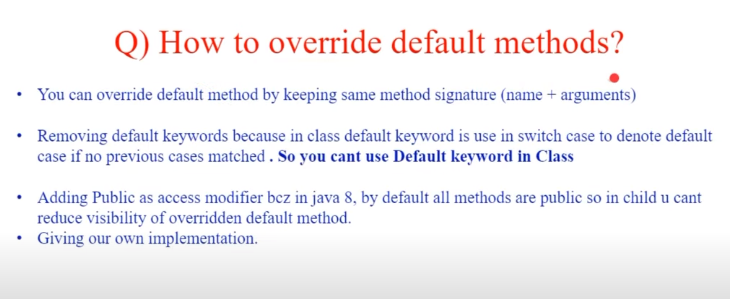 Q) How to override default methods?
• You can override default method by keeping same method signature (name + arguments)
• Removing default keywords because in class default keyword is use in switch case to denote default
case if no previous cases matched . So you cant use Default keyword in Class
• Adding Public as access modifier bcz in java 8, by default all methods are public so in child u cant
reduce visibility of overridden default method.
• Giving our own implementation.